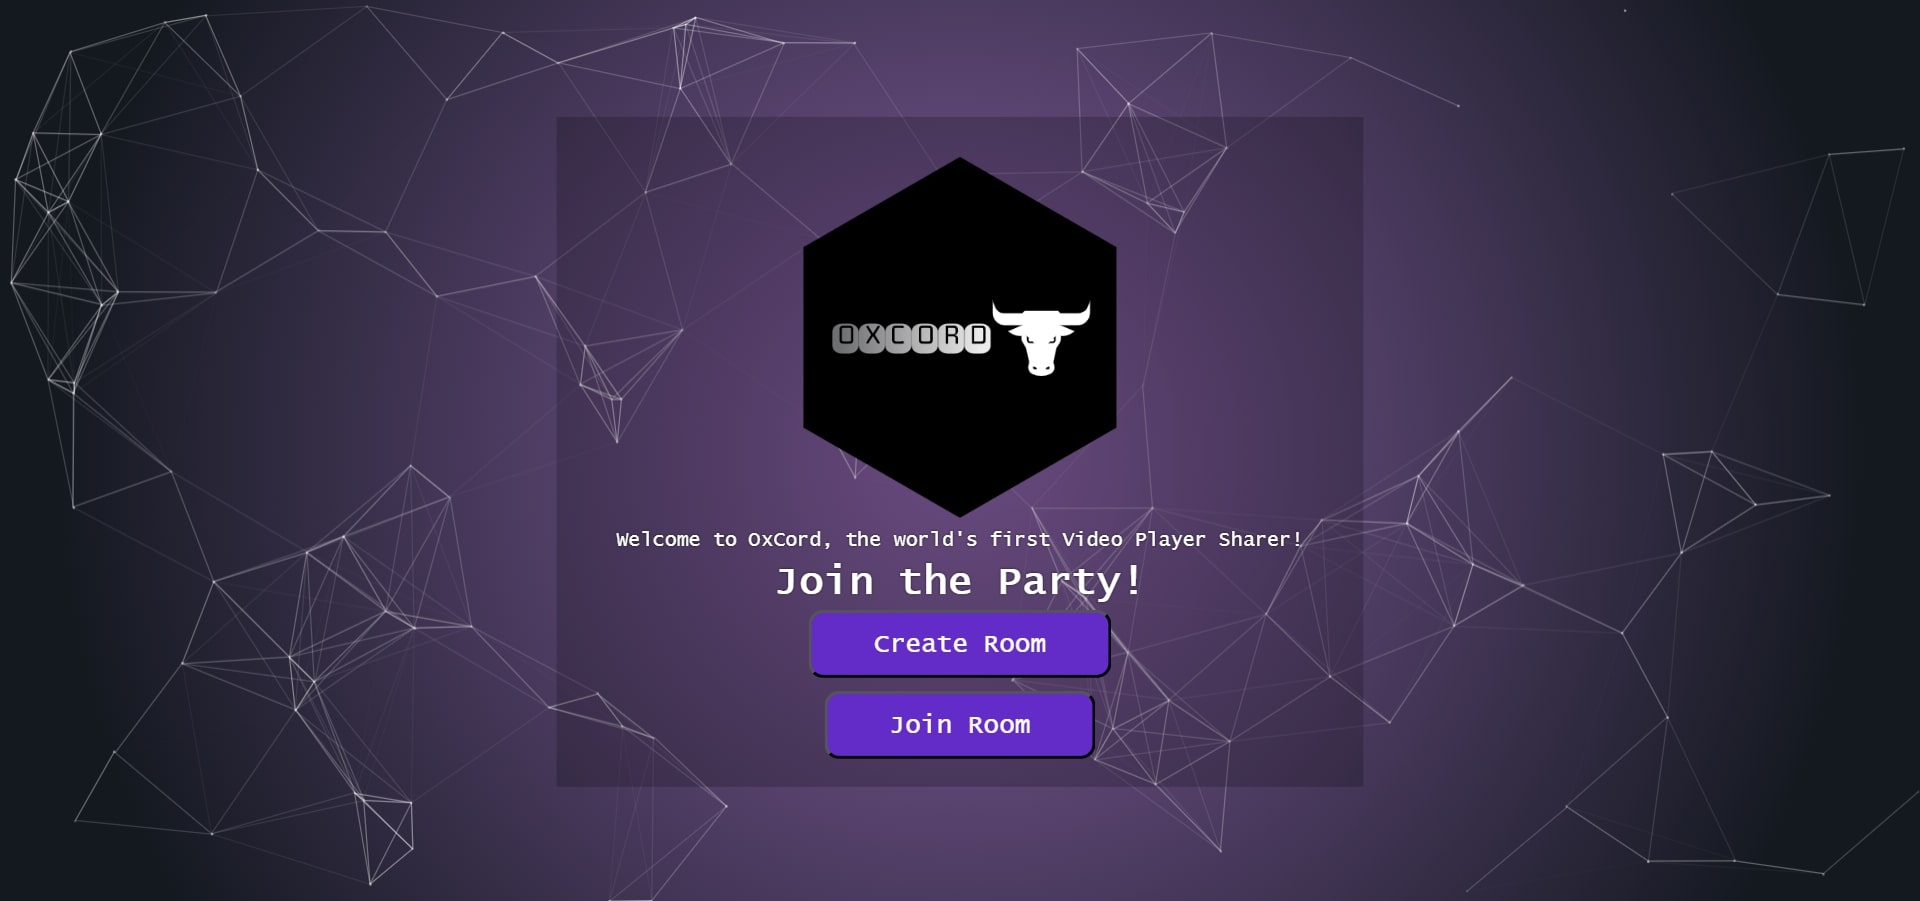 OXCORD
Welcome to OxCord, the world's first Video Player Sharer!
Join the Party!
Create Room
Join Room